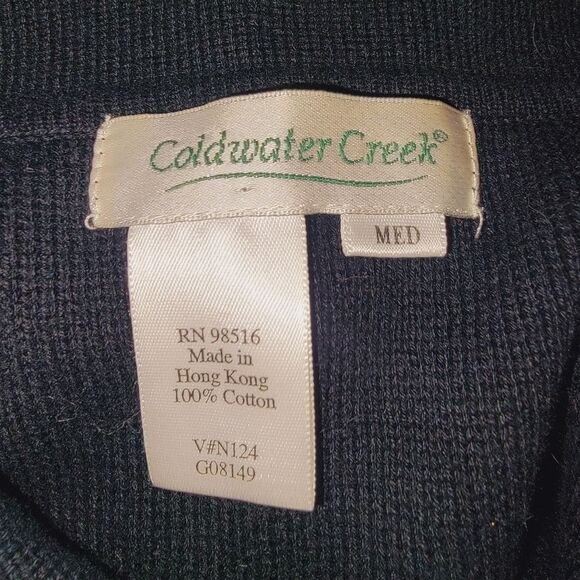 Coldwater Creek®
MED
RN 98516
Made in
Hong Kong
100% Cotton
V#N124
G08149